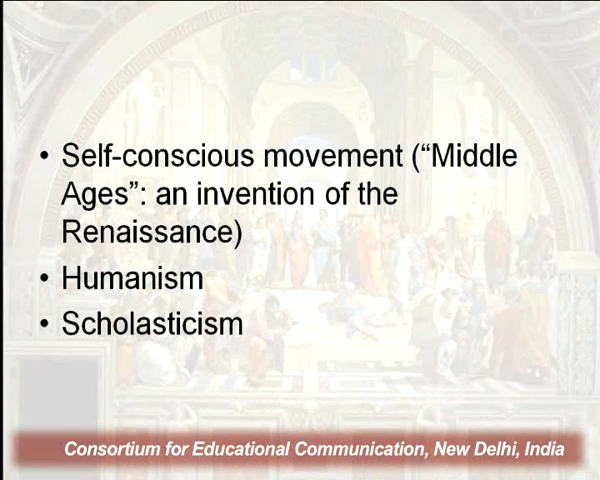 • Self-conscious movement (“Middle
Ages”: an invention of the
Renaissance)
• Humanism
• Scholasticism
Consortium for Educational Communication, New Delhi, India